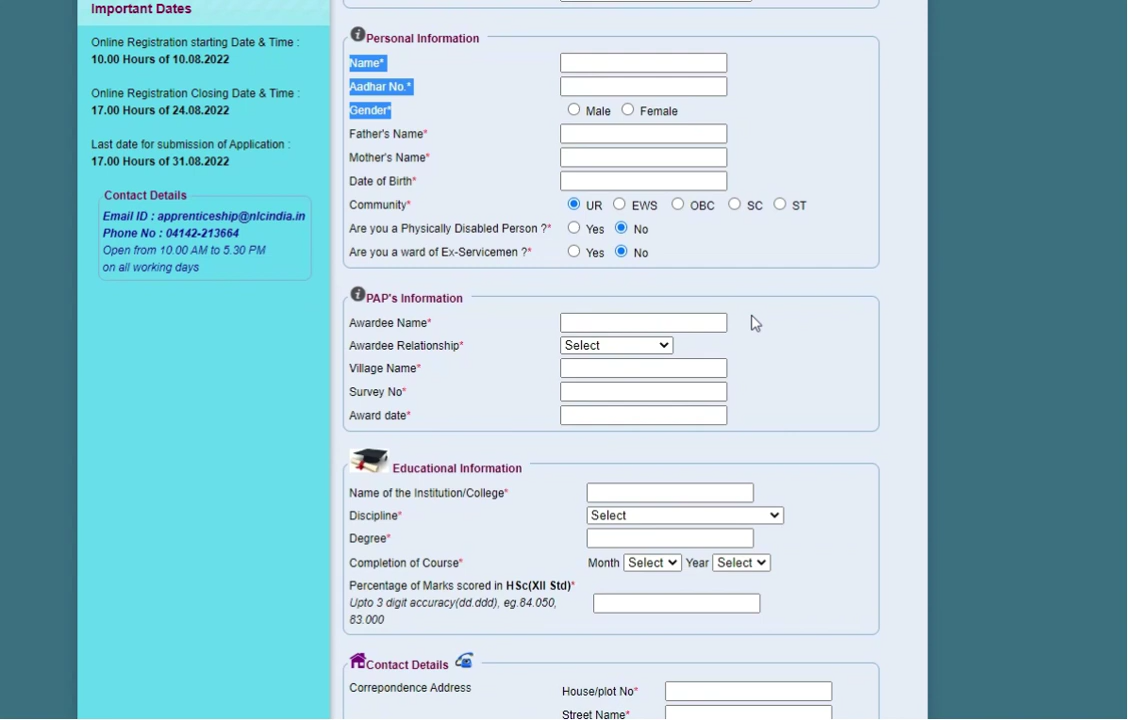 Important Dates
Online Registration starting Date & Time :
10.00 Hours of 10.08.2022
Online Registration Closing Date & Time :
17.00 Hours of 24.08.2022
Last date for submission of Application :
17.00 Hours of 31.08.2022
Contact Details
Email ID : apprenticeship@nlcindia.in
Phone No : 04142-213664
Open from 10.00 AM to 5.30 PM
on all working days
Personal Information
Name*
Aadhar No.*
Gender* Male Female
Father's Name*
Mother's Name*
Date of Birth*
Community* UR EWS OBC SC ST
Are you a Physically Disabled Person ?* Yes No
Are you a ward of Ex-Servicemen ?* Yes No
PAP's Information
Awardee Name*
Awardee Relationship* Select
Village Name*
Survey No*
Award date*
Educational Information
Name of the Institution/College*
Discipline* Select
Degree*
Completion of Course* Month Select Year Select
Percentage of Marks scored in HSc(XII Std)*
Upto 3 digit accuracy(dd.ddd), eg.84.050,
83.000
Contact Details
Correpondence Address House/plot No*
Street Name*